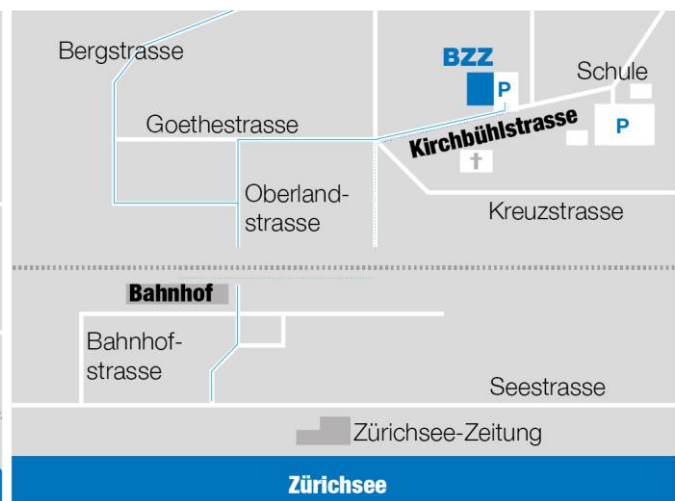 Bergstrasse
BZZ
Schule
P
Goethestrasse
P
Kirchbühlstrasse
Oberland-
strasse
Kreuzstrasse
Bahnhof
Bahnhof-
strasse
Seestrasse
Zürichsee-Zeitung
Zürichsee